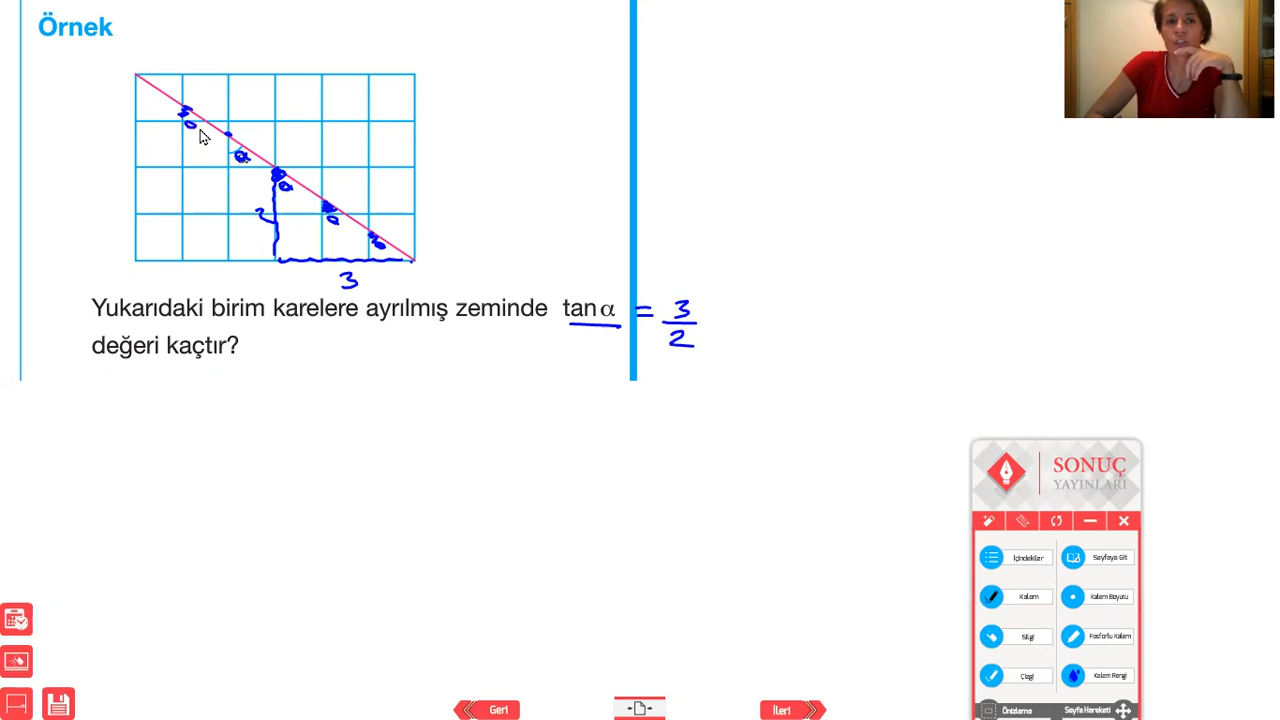 Örnek
α
α
2
3
Yukarıdaki birim karelere ayrılmış zeminde tan α = 3/2
değeri kaçtır?
SONUÇ
YAYINLARI
İçindekiler
Sayfaya Git
Kalem
Kalem Boyutu
Silgi
Fosforlu Kalem
Çizgi
Kalem Rengi
Önizleme
Sayfa Hareketi
Geri
İleri